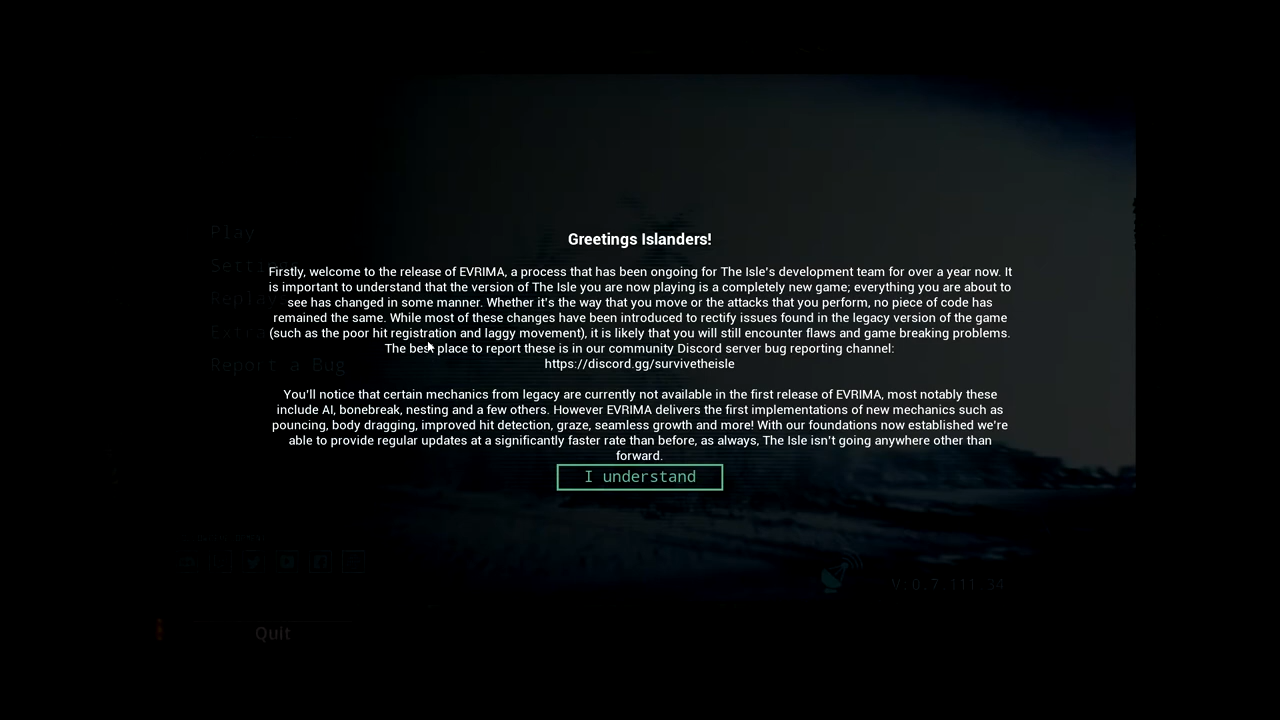 Greetings Islanders!
Firstly, welcome to the release of EVRIMA, a process that has been ongoing for The Isle's development team for over a year now. It
is important to understand that the version of The Isle you are now playing is a completely new game; everything you are about to
see has changed in some manner. Whether it's the way that you move or the attacks that you perform, no piece of code has
remained the same. While most of these changes have been introduced to rectify issues found in the legacy version of the game
(such as the poor hit registration and laggy movement), it is likely that you will still encounter flaws and game breaking problems.
The best place to report these is in our community Discord server bug reporting channel:
https://discord.gg/survivetheisle
You'll notice that certain mechanics from legacy are currently not available in the first release of EVRIMA, most notably these
include AI, bonebreak, nesting and a few others. However EVRIMA delivers the first implementations of new mechanics such as
pouncing, body dragging, improved hit detection, graze, seamless growth and more! With our foundations now established we're
able to provide regular updates at a significantly faster rate than before, as always, The Isle isn't going anywhere other than
forward.
I understand
Play
Report a Bug
V:0.7.111.34
Quit